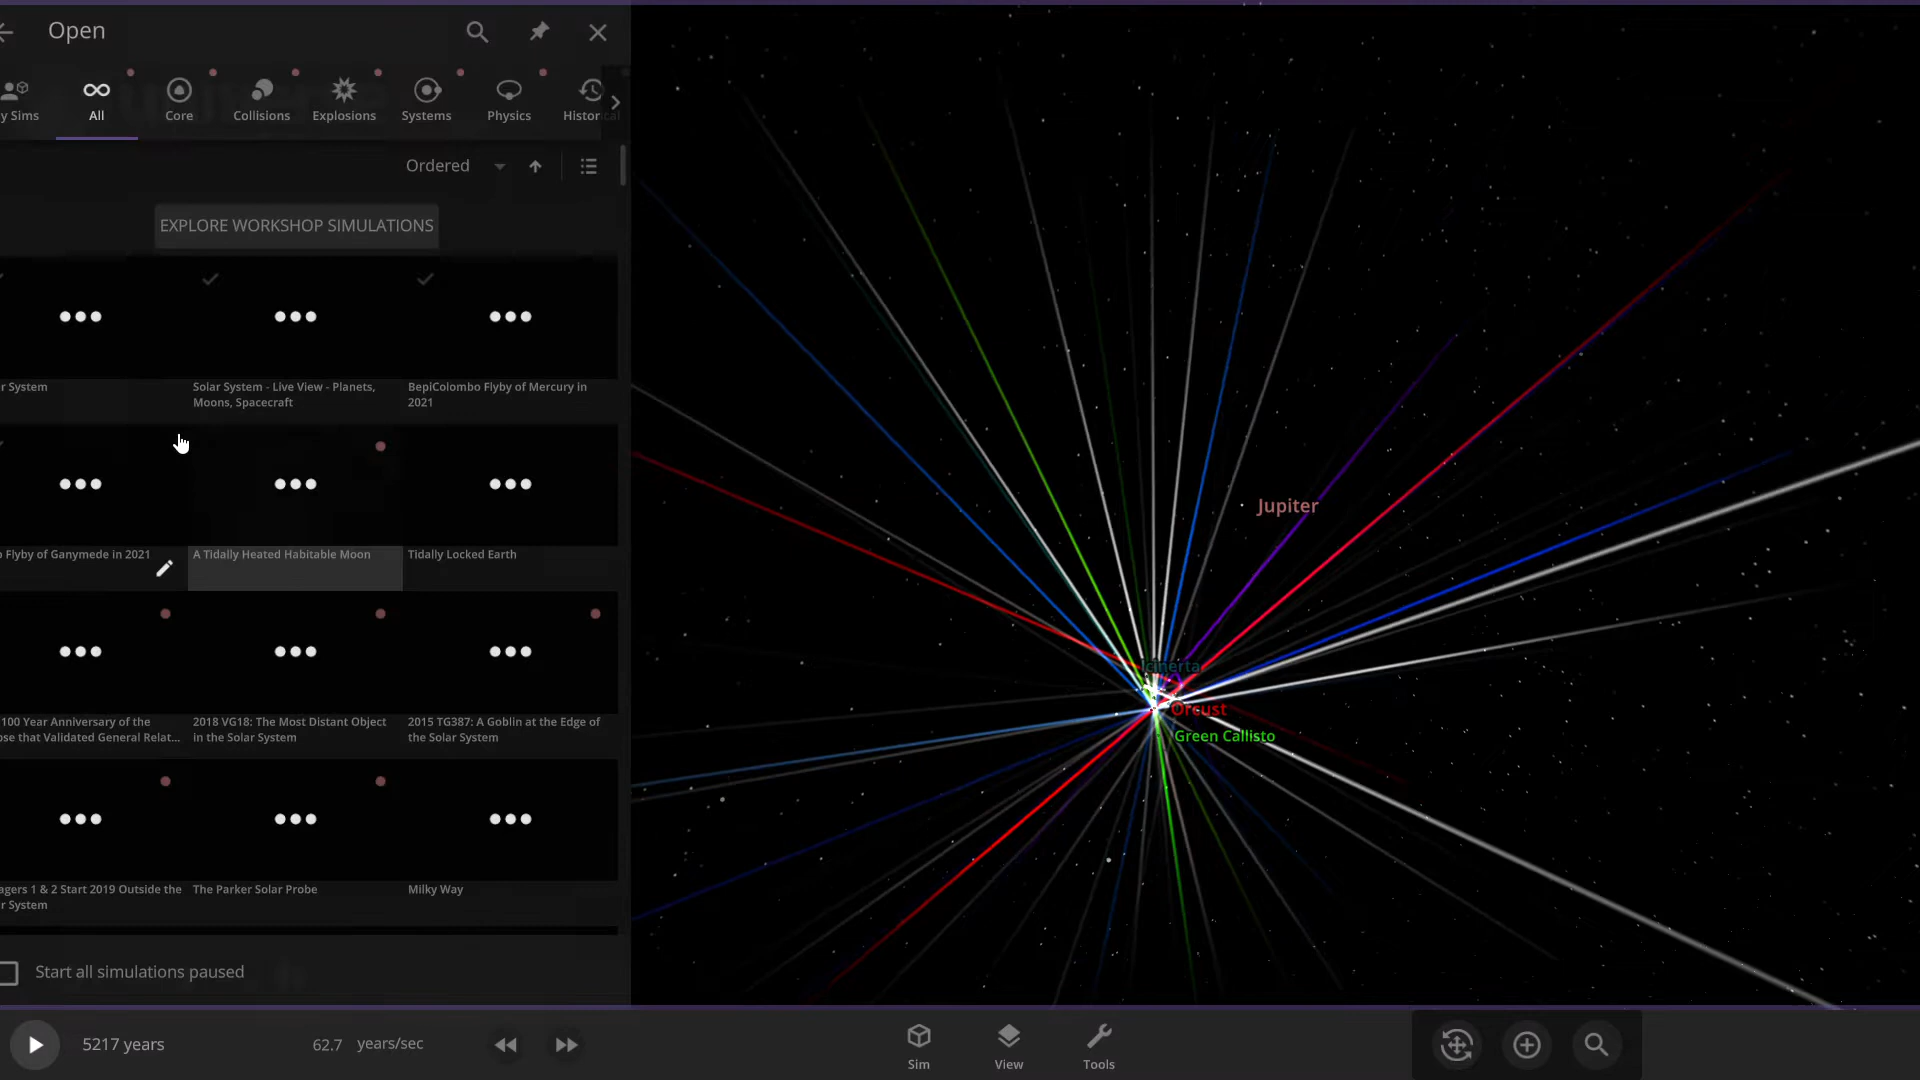 Open
y Sims
All
Core
Collisions
Explosions
Systems
Physics
Historical
Ordered
EXPLORE WORKSHOP SIMULATIONS
r System
Solar System - Live View - Planets,
Moons, Spacecraft
BepiColombo Flyby of Mercury in
2021
o Flyby of Ganymede in 2021
A Tidally Heated Habitable Moon
Tidally Locked Earth
100 Year Anniversary of the
pse that Validated General Relat...
2018 VG18: The Most Distant Object
in the Solar System
2015 TG387: A Goblin at the Edge of
the Solar System
agers 1 & 2 Start 2019 Outside the
r System
The Parker Solar Probe
Milky Way
Start all simulations paused
Jupiter
Orcust
Green Callisto
5217 years
62.7 years/sec
Sim
View
Tools